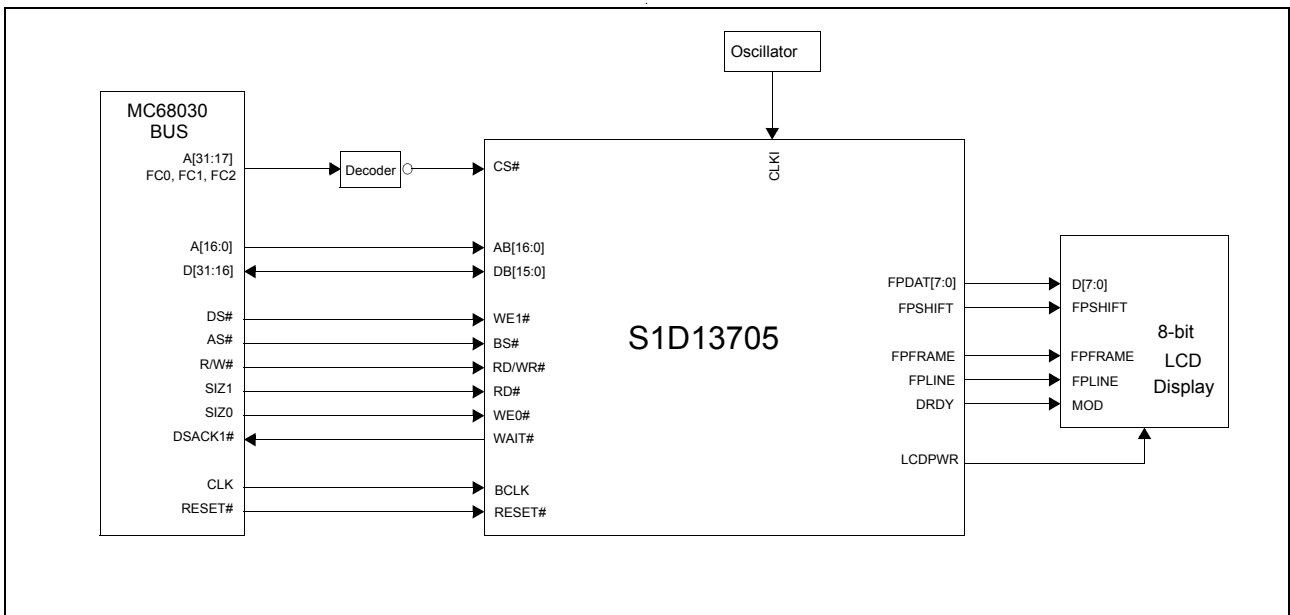 Oscillator
MC68030
BUS
A[31:17]
FC0, FC1, FC2
Decoder
CS#
CLKI
A[16:0]
AB[16:0]
D[31:16]
DB[15:0]
DS#
WE1#
AS#
BS#
R/W#
RD/WR#
SIZ1
RD#
SIZ0
WE0#
DSACK1#
WAIT#
CLK
BCLK
RESET#
RESET#
S1D13705
FPDAT[7:0]
FPSHIFT
FPFRAME
FPLINE
DRDY
LCDPWR
D[7:0]
FPSHIFT
FPFRAME
FPLINE
MOD
8-bit
LCD
Display